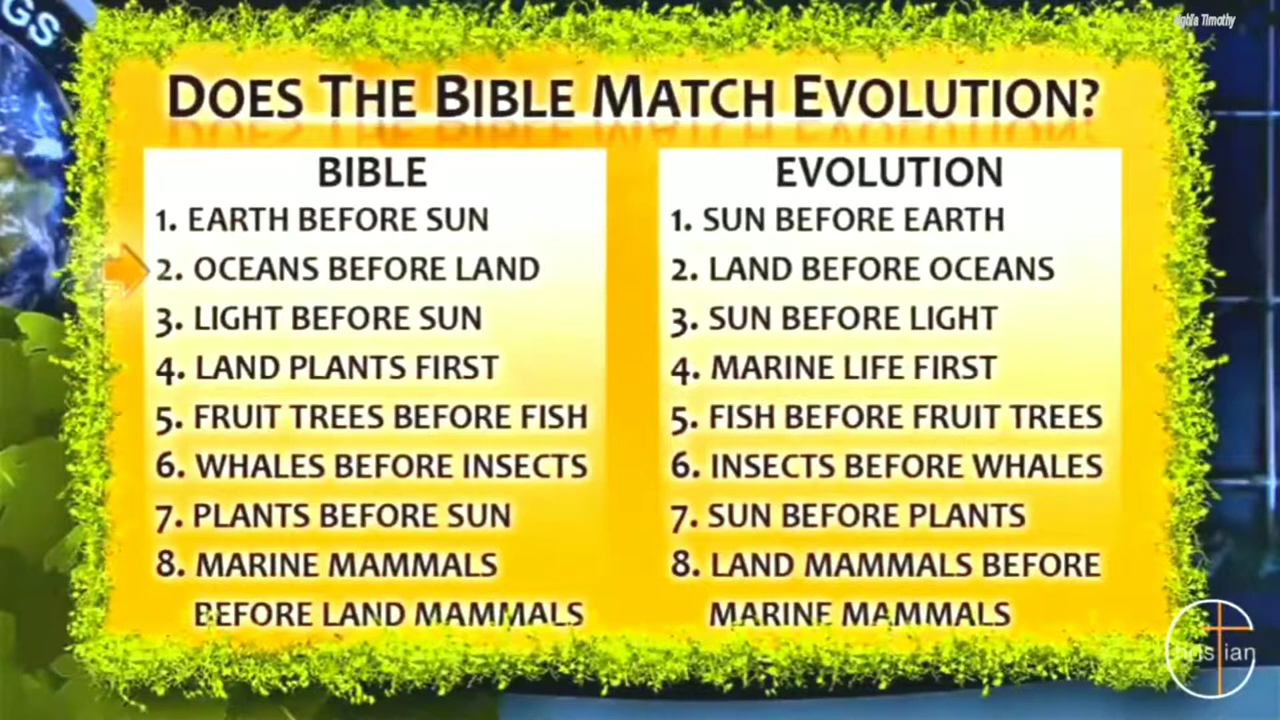 GS
Nghĩa Timothy
DOES THE BIBLE MATCH EVOLUTION?
BIBLE
1. EARTH BEFORE SUN
2. OCEANS BEFORE LAND
3. LIGHT BEFORE SUN
4. LAND PLANTS FIRST
5. FRUIT TREES BEFORE FISH
6. WHALES BEFORE INSECTS
7. PLANTS BEFORE SUN
8. MARINE MAMMALS
BEFORE LAND MAMMALS
EVOLUTION
1. SUN BEFORE EARTH
2. LAND BEFORE OCEANS
3. SUN BEFORE LIGHT
4. MARINE LIFE FIRST
5. FISH BEFORE FRUIT TREES
6. INSECTS BEFORE WHALES
7. SUN BEFORE PLANTS
8. LAND MAMMALS BEFORE
MARINE MAMMALS
Christian